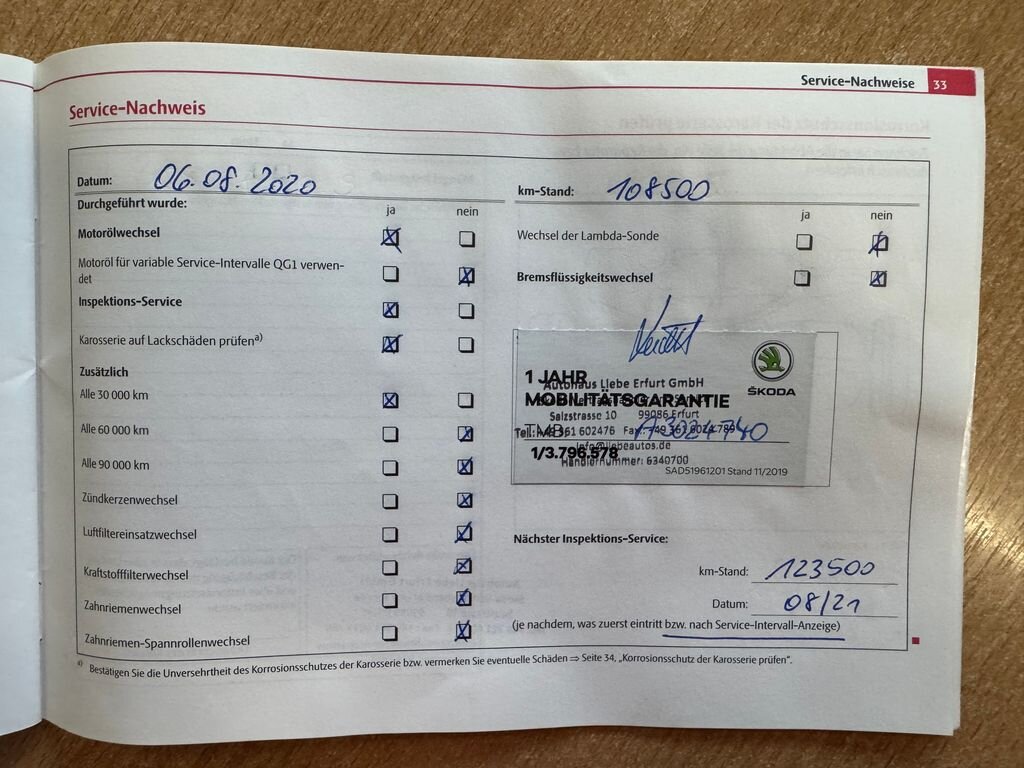 Service-Nachweise 33
Service-Nachweis
Datum: 06.08.2020
Durchgeführt wurde:
ja nein
Motorölwechsel
Motoröl für variable Service-Intervalle QG1 verwen-
det
Inspektions-Service
Karosserie auf Lackschäden prüfen a)
Zusätzlich
Alle 30 000 km
Alle 60 000 km
Alle 90 000 km
Zündkerzenwechsel
Luftfiltereinsatzwechsel
Kraftstofffilterwechsel
Zahnriemenwechsel
Zahnriemen-Spannrollenwechsel
km-Stand: 108500
ja nein
Wechsel der Lambda-Sonde
Bremsflüssigkeitswechsel
ŠKODA
1 JAHR
Autohaus Liebe Erfurt GmbH
MOBILITÄTSGARANTIE
Salzstrasse 10 99086 Erfurt
TMB
info@liebeautos.de
1/3.796.578
Händlernummer: 6340700
SAD51961201 Stand 11/2019
Nächster Inspektions-Service:
km-Stand: 123500
Datum: 08/21
(je nachdem, was zuerst eintritt bzw. nach Service-Intervall-Anzeige)
a) Bestätigen Sie die Unversehrtheit des Korrosionsschutzes der Karosserie bzw. vermerken Sie eventuelle Schäden ⇒ Seite 34, „Korrosionsschutz der Karosserie prüfen".